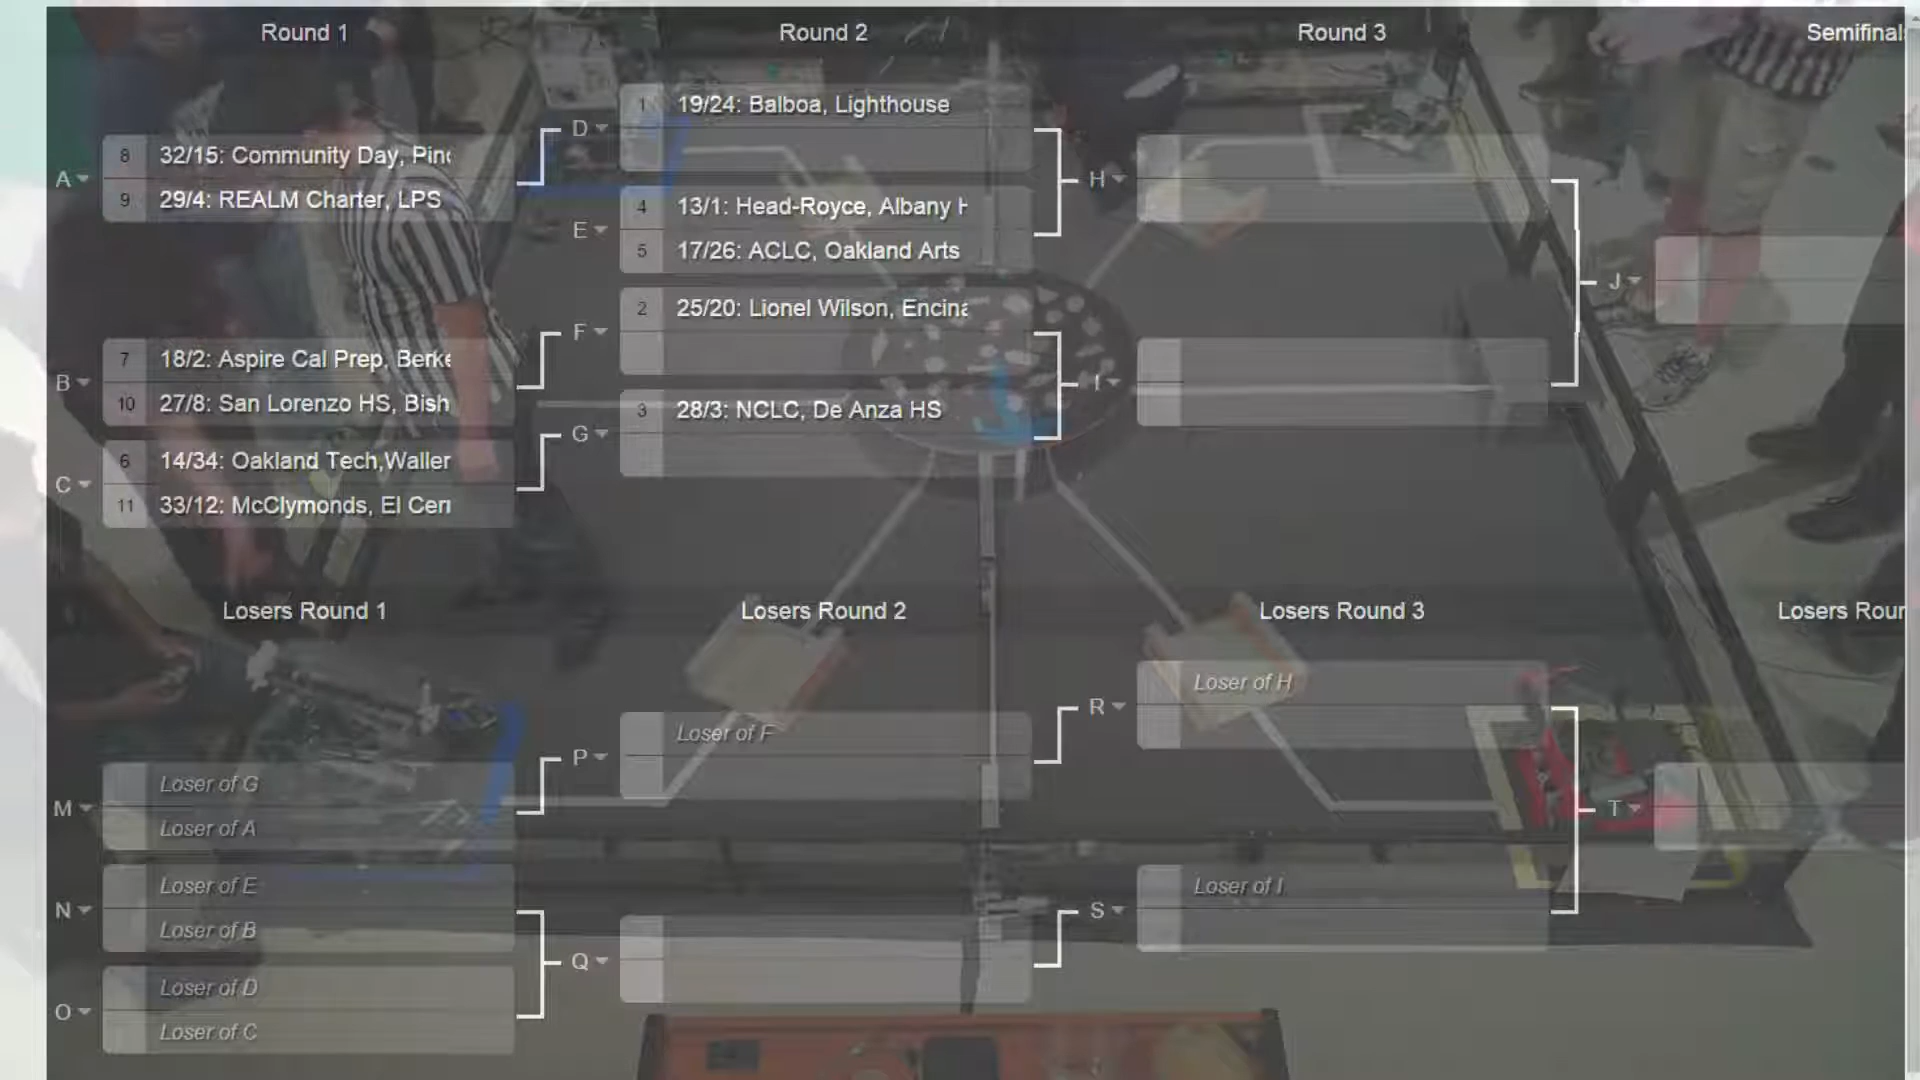 Round 1
Round 2
Round 3
Semifinals
A
8 32/15: Community Day, Pin
9 29/4: REALM Charter, LPS
B
7 18/2: Aspire Cal Prep, Berke
10 27/8: San Lorenzo HS, Bish
C
6 14/34: Oakland Tech,Waller
11 33/12: McClymonds, El Cerr
D
1 19/24: Balboa, Lighthouse
E
4 13/1: Head-Royce, Albany H
5 17/26: ACLC, Oakland Arts
F
2 25/20: Lionel Wilson, Encina
G
3 28/3: NCLC, De Anza HS
H
I
J
Losers Round 1
Losers Round 2
Losers Round 3
Losers Rour
M
Loser of G
Loser of A
N
Loser of E
Loser of B
O
Loser of D
Loser of C
P
Loser of F
Q
R
Loser of H
S
Loser of I
T